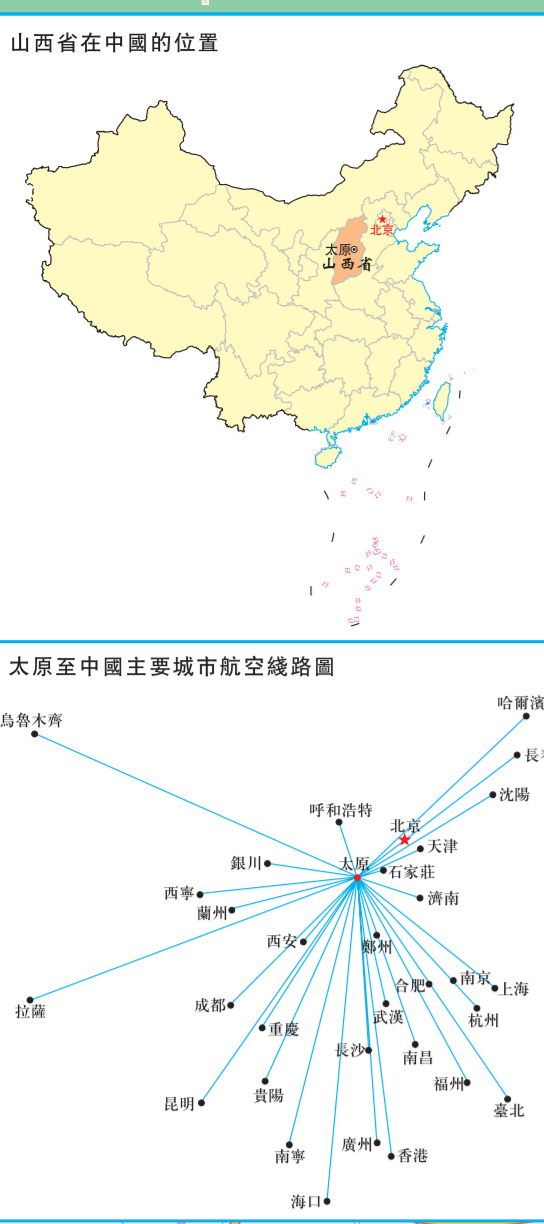 山西省在中國的位置
北京
太原
山西省
太原至中國主要城市航空綫路圖
哈爾濱
烏魯木齊
長春
沈陽
呼和浩特
北京
天津
銀川
太原
石家莊
西寧
濟南
蘭州
西安
鄭州
合肥
南京
上海
拉薩
成都
武漢
杭州
重慶
長沙
南昌
福州
貴陽
昆明
臺北
廣州
南寧
香港
海口